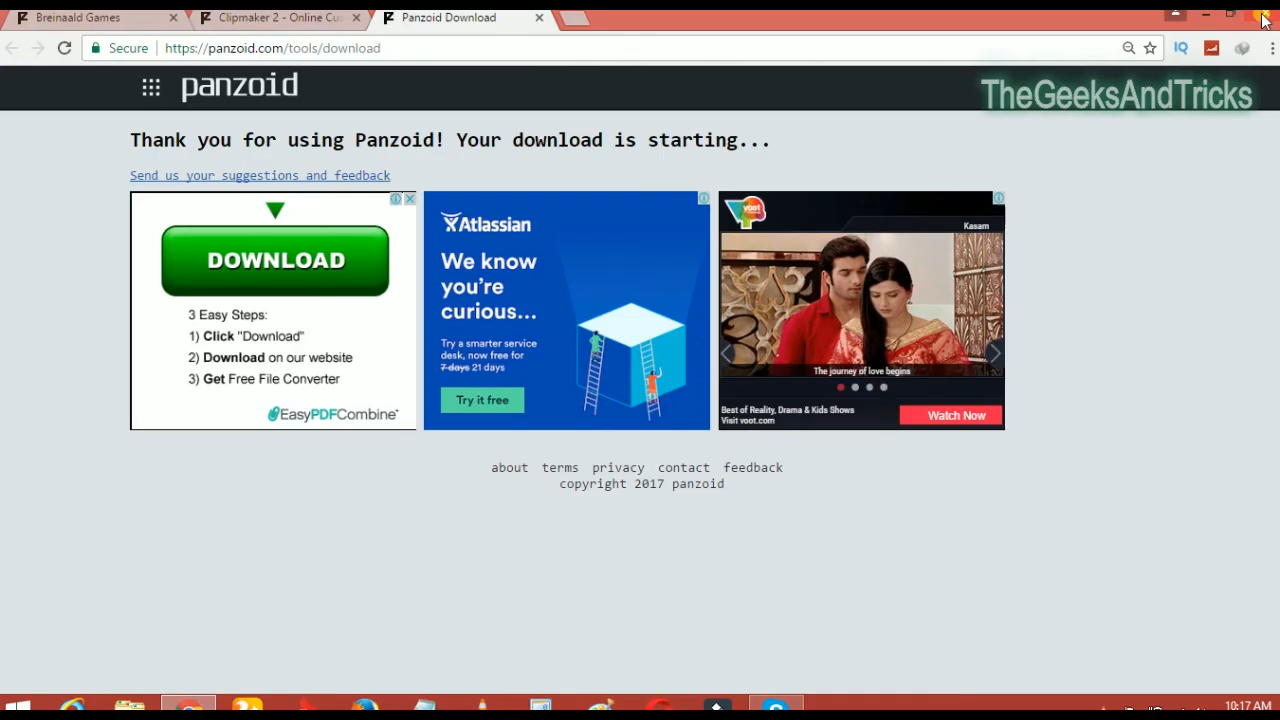 Breinaald Games
Clipmaker 2 - Online Cu
Panzoid Download
Secure
https://panzoid.com/tools/download
IQ
panzoid
TheGeeksAndTricks
Thank you for using Panzoid! Your download is starting...
Send us your suggestions and feedback
DOWNLOAD
3 Easy Steps:
1) Click "Download"
2) Download on our website
3) Get Free File Converter
EasyPDFCombine™
Atlassian
We know
you're
curious...
Try a smarter service
desk, now free for
7 days 21 days
Try it free
voot
Kasam
The journey of love begins
Best of Reality, Drama & Kids Shows
Visit voot.com
Watch Now
about terms privacy contact feedback
copyright 2017 panzoid
10:17 AM